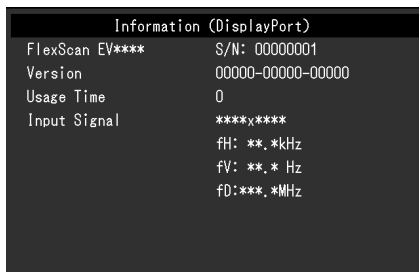 Information (DisplayPort)
FlexScan EV**** S/N: 00000001
Version 00000-00000-00000
Usage Time 0
Input Signal ****x****
fH: **.*kHz
fV: **.* Hz
fD:***.*MHz